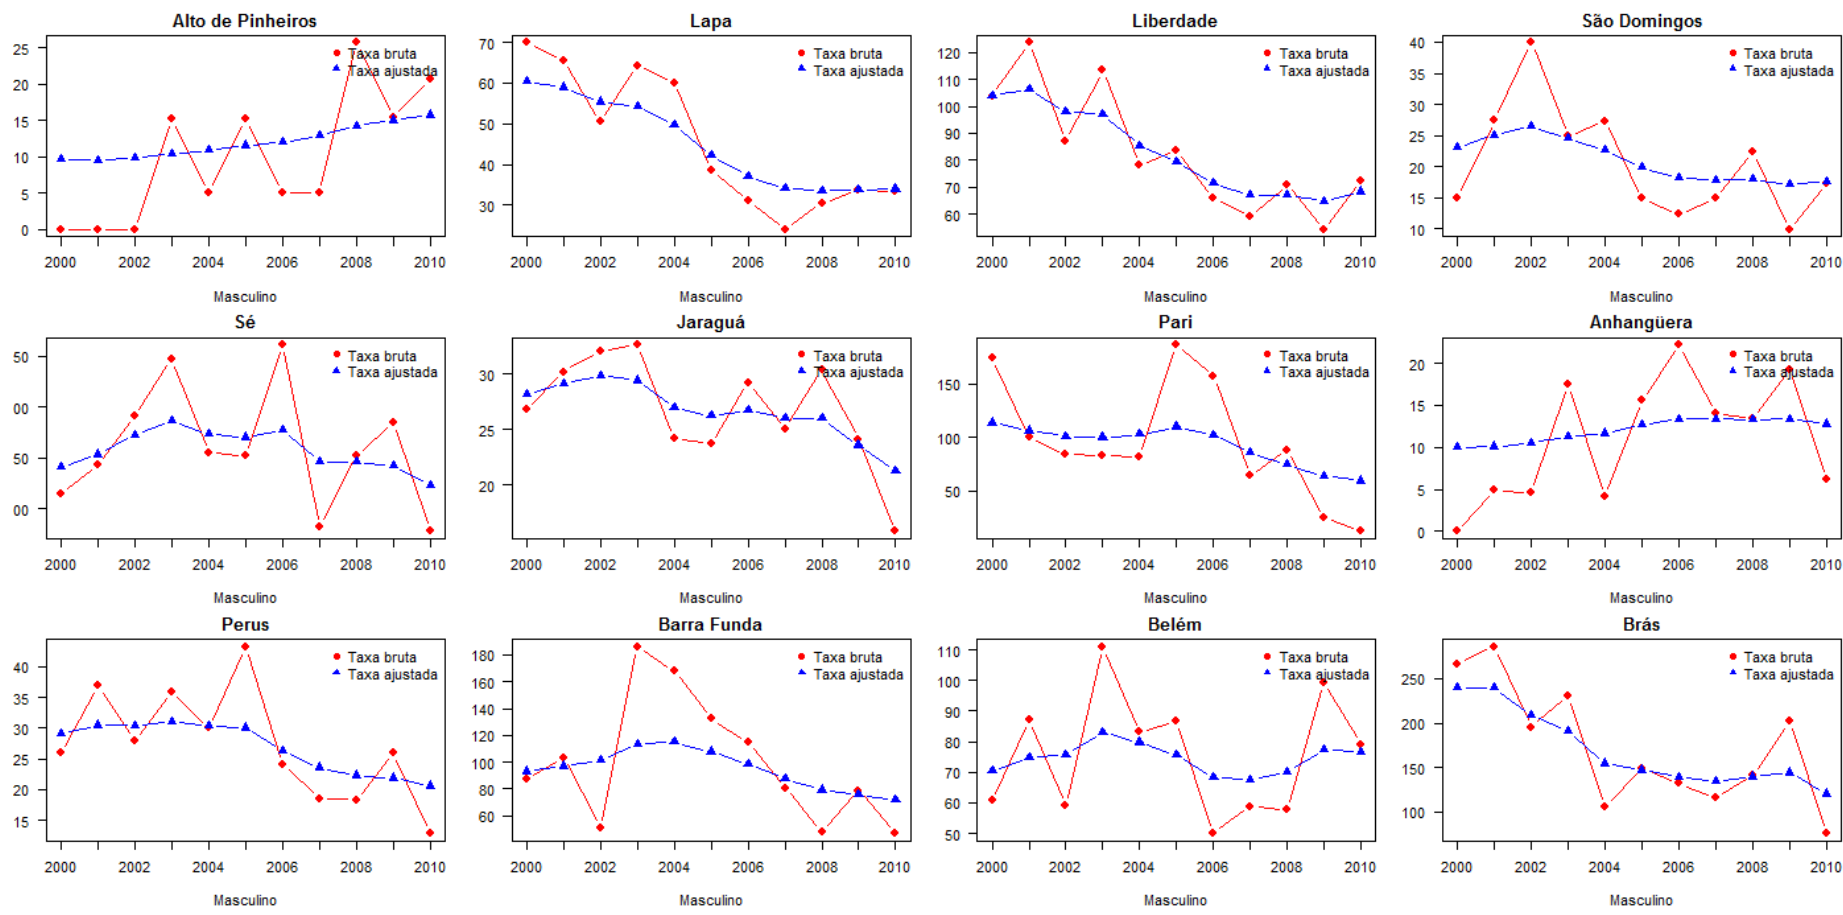 Alto de Pinheiros
25
20
15
10
5
0
Taxa bruta
Taxa ajustada
2000 2002 2004 2006 2008 2010
Masculino
Lapa
70
60
50
40
30
Taxa bruta
Taxa ajustada
2000 2002 2004 2006 2008 2010
Masculino
Liberdade
120
110
100
90
80
70
60
Taxa bruta
Taxa ajustada
2000 2002 2004 2006 2008 2010
Masculino
São Domingos
40
35
30
25
20
15
10
Taxa bruta
Taxa ajustada
2000 2002 2004 2006 2008 2010
Masculino
Sé
50
00
50
00
Taxa bruta
Taxa ajustada
2000 2002 2004 2006 2008 2010
Masculino
Jaraguá
30
25
20
Taxa bruta
Taxa ajustada
2000 2002 2004 2006 2008 2010
Masculino
Pari
150
100
50
Taxa bruta
Taxa ajustada
2000 2002 2004 2006 2008 2010
Masculino
Anhangüera
20
15
10
5
0
Taxa bruta
Taxa ajustada
2000 2002 2004 2006 2008 2010
Masculino
Perus
40
35
30
25
20
15
Taxa bruta
Taxa ajustada
2000 2002 2004 2006 2008 2010
Masculino
Barra Funda
180
160
140
120
100
80
60
Taxa bruta
Taxa ajustada
2000 2002 2004 2006 2008 2010
Masculino
Belém
110
100
90
80
70
60
50
Taxa bruta
Taxa ajustada
2000 2002 2004 2006 2008 2010
Masculino
Brás
250
200
150
100
Taxa bruta
Taxa ajustada
2000 2002 2004 2006 2008 2010
Masculino